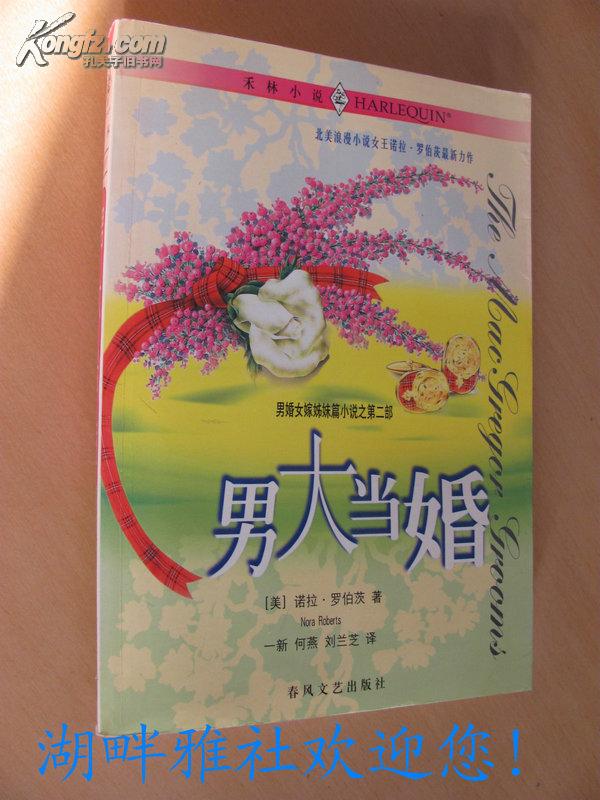 Kongfz.com
孔夫子旧书网
禾林小说 HARLEQUIN®
北美浪漫小说女王诺拉·罗伯茨最新力作
The MacGregor Grooms
男婚女嫁姊妹篇小说之第二部
男大当婚
[美] 诺拉·罗伯茨 著
Nora Roberts
一新 何燕 刘兰芝 译
春风文艺出版社
湖畔雅社欢迎您!